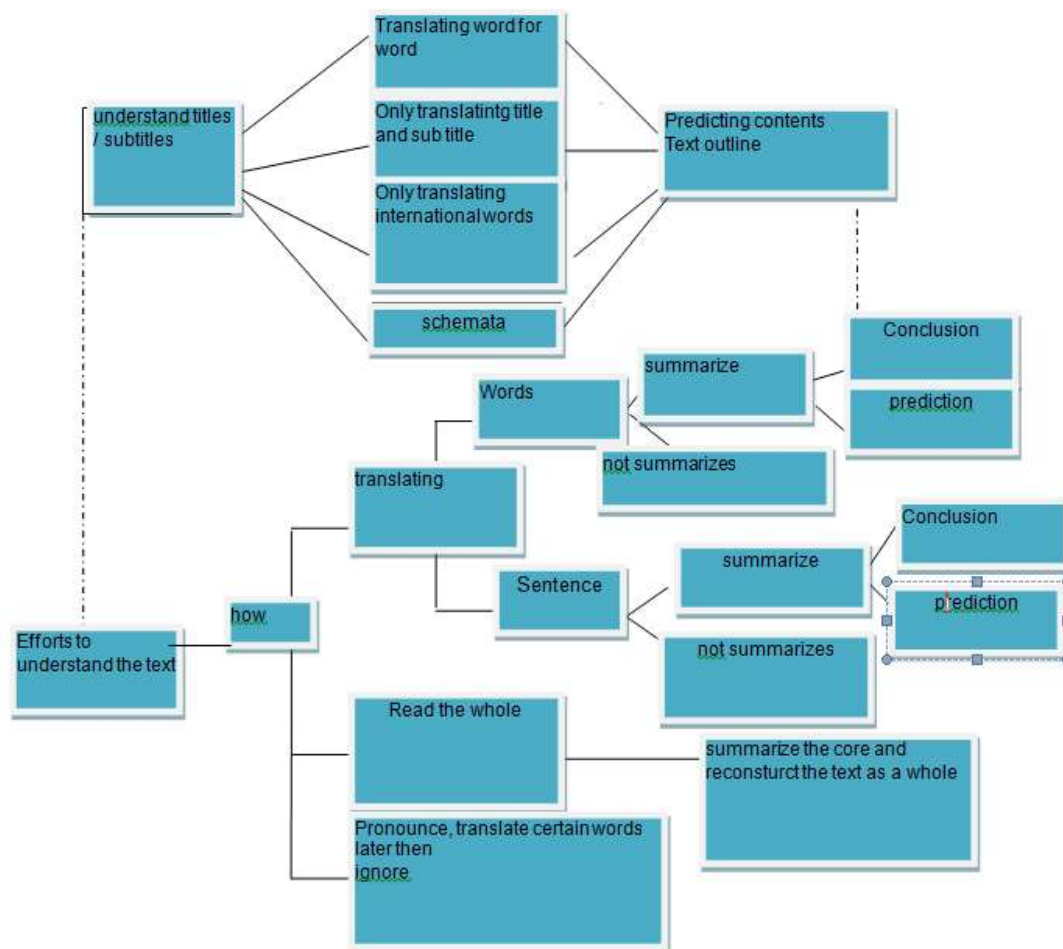 Translating word for
word
understand titles
/ subtitles
Only translatintg title
and sub title
Predicting contents
Text outline
Only translating
international words
schemata
Conclusion
summarize
Words
prediction
not summarizes
translating
Conclusion
summarize
Sentence
prediction
how
Efforts to
understand the text
not summarizes
Read the whole
summarize the core and
reconsturct the text as a whole
Pronounce, translate certain words
later then
ignore